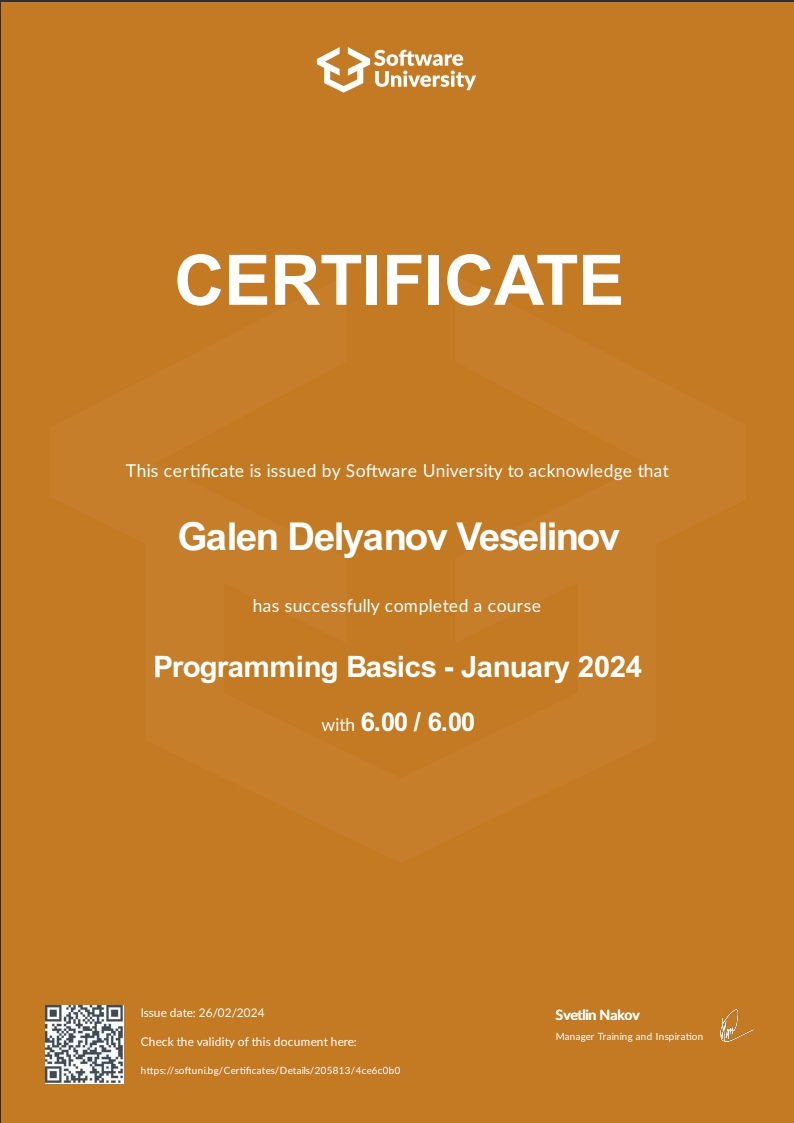 Software
University
CERTIFICATE
This certificate is issued by Software University to acknowledge that
Galen Delyanov Veselinov
has successfully completed a course
Programming Basics - January 2024
with 6.00 / 6.00
Issue date: 26/02/2024
Check the validity of this document here:
https://softuni.bg/Certificates/Details/205813/4ce6c0b0
Svetlin Nakov
Manager Training and Inspiration